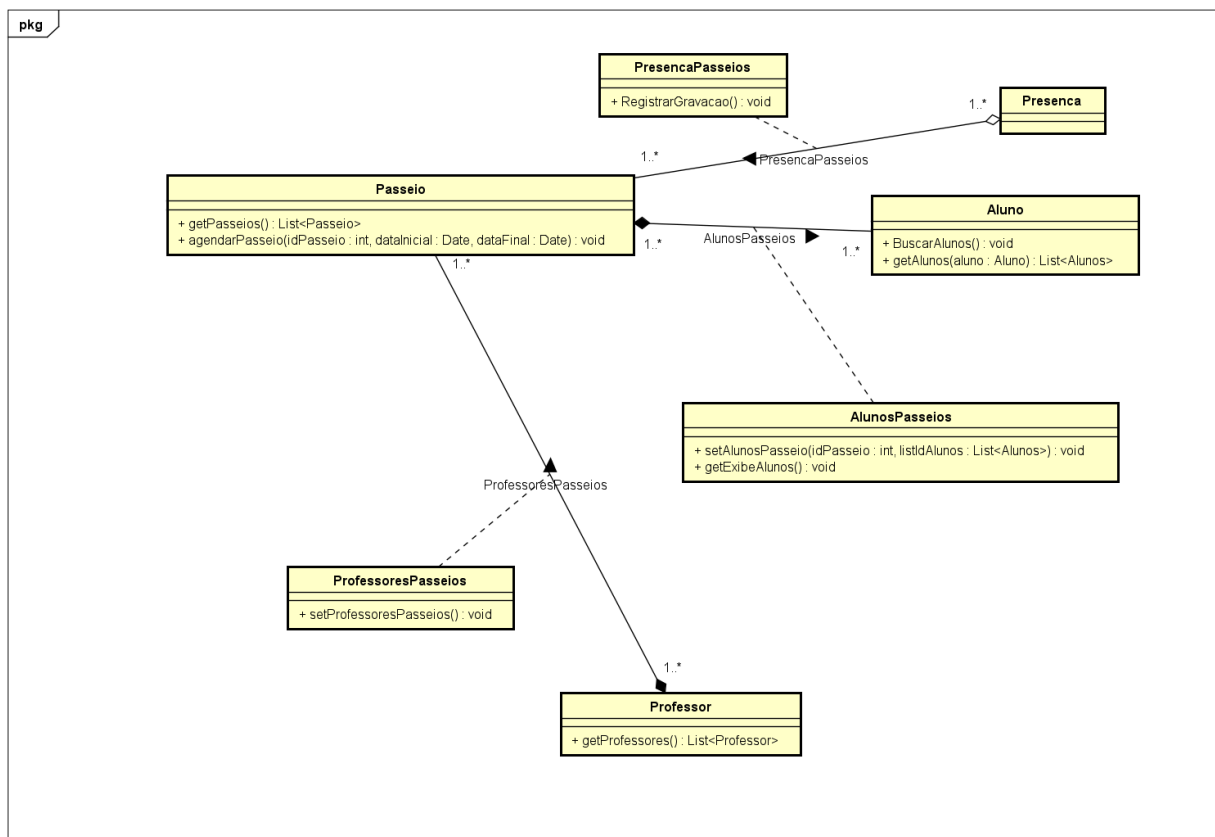 pkg
PresencaPasseios
+ RegistrarGravacao() : void
1..*
Presenca
1..*
PresencaPasseios
Passeio
+ getPasseios() : List<Passeio>
+ agendarPasseio(idPasseio : int, dataInicial : Date, dataFinal : Date) : void
Aluno
+ BuscarAlunos() : void
+ getAlunos(aluno : Aluno) : List<Alunos>
1..*
AlunosPasseios
1..*
1..*
AlunosPasseios
+ setAlunosPasseio(idPasseio : int, listIdAlunos : List<Alunos>) : void
+ getExibeAlunos() : void
ProfessoresPasseios
ProfessoresPasseios
+ setProfessoresPasseios() : void
1..*
Professor
+ getProfessores() : List<Professor>